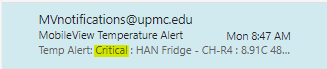 MVnotifications@upmc.edu
MobileView Temperature Alert Mon 8:47 AM
Temp Alert: Critical : HAN Fridge - CH-R4 : 8.91C 48...